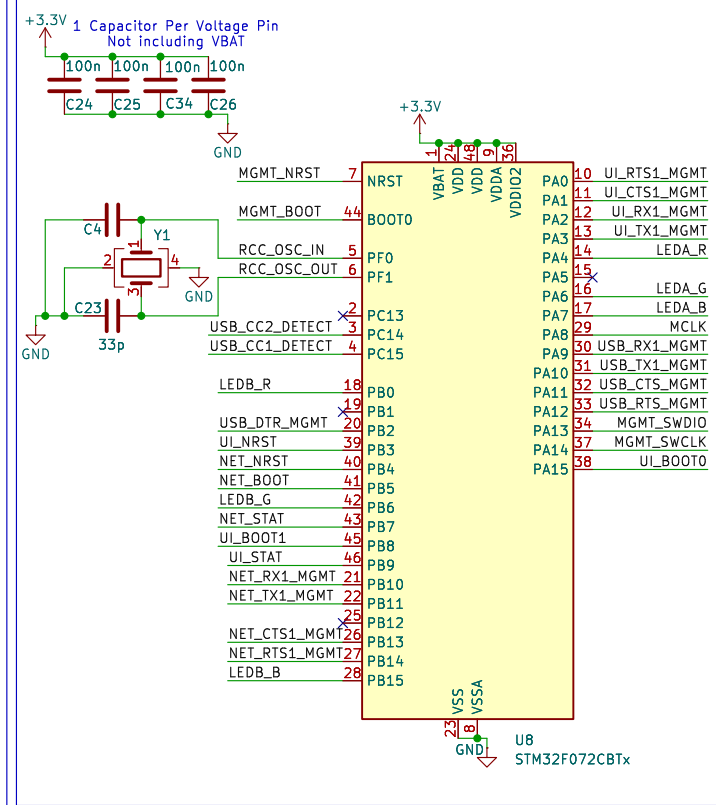 +3.3V
1 Capacitor Per Voltage Pin
Not including VBAT
100n 100n 100n 100n
C24 C25 C34 C26
GND
+3.3V
1 24 48 9 36
VBAT VDD VDD VDDA VDDIO2
MGMT_NRST 7 NRST
MGMT_BOOT 44 BOOT0
RCC_OSC_IN 5 PF0
RCC_OSC_OUT 6 PF1
2 PC13
USB_CC2_DETECT 3 PC14
USB_CC1_DETECT 4 PC15
LEDB_R 18 PB0
19 PB1
USB_DTR_MGMT 20 PB2
UI_NRST 39 PB3
NET_NRST 40 PB4
NET_BOOT 41 PB5
LEDB_G 42 PB6
NET_STAT 43 PB7
UI_BOOT1 45 PB8
UI_STAT 46 PB9
NET_RX1_MGMT 21 PB10
NET_TX1_MGMT 22 PB11
25 PB12
NET_CTS1_MGMT 26 PB13
NET_RTS1_MGMT 27 PB14
LEDB_B 28 PB15
PA0 10 UI_RTS1_MGMT
PA1 11 UI_CTS1_MGMT
PA2 12 UI_RX1_MGMT
PA3 13 UI_TX1_MGMT
PA4 14 LEDA_R
PA5 15
PA6 16 LEDA_G
PA7 17 LEDA_B
PA8 29 MCLK
PA9 30 USB_RX1_MGMT
PA10 31 USB_TX1_MGMT
PA11 32 USB_CTS_MGMT
PA12 33 USB_RTS_MGMT
PA13 34 MGMT_SWDIO
PA14 37 MGMT_SWCLK
PA15 38 UI_BOOT0
C4
Y1
1
2 4
3
GND
C23
33p
GND
VSS VSSA
23 8
GND
U8
STM32F072CBTx